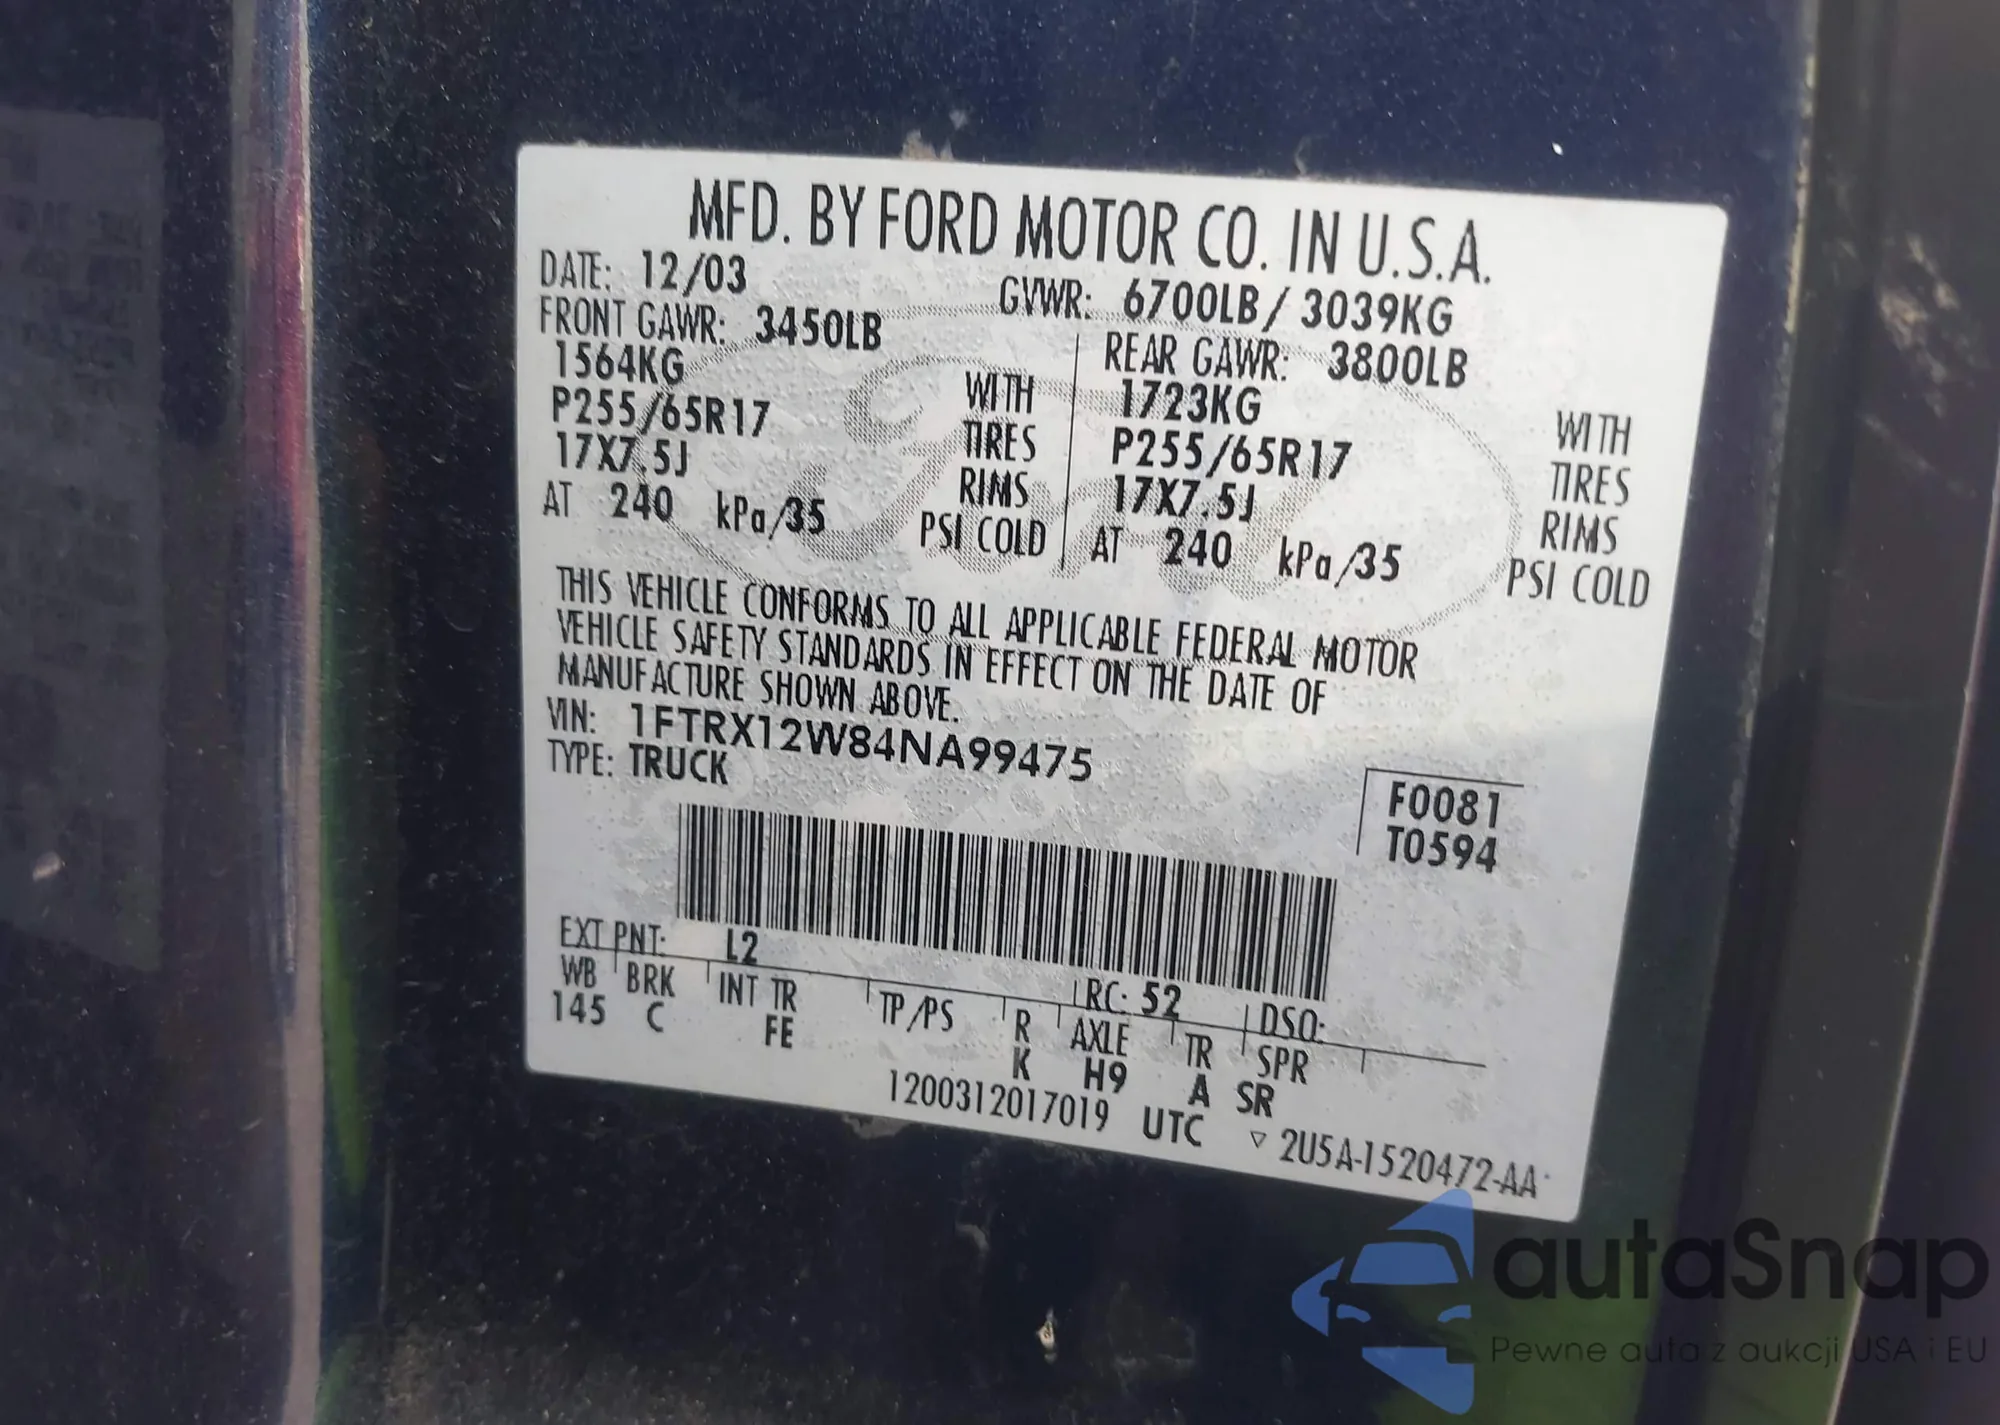 MFD. BY FORD MOTOR CO. IN U.S.A.
DATE: 12/03 GVWR: 6700LB / 3039KG
FRONT GAWR: 3450LB REAR GAWR: 3800LB
1564KG WITH 1723KG WITH
P255/65R17 TIRES P255/65R17 TIRES
17X7.5J RIMS 17X7.5J RIMS
AT 240 kPa/35 PSI COLD AT 240 kPa/35 PSI COLD
THIS VEHICLE CONFORMS TO ALL APPLICABLE FEDERAL MOTOR
VEHICLE SAFETY STANDARDS IN EFFECT ON THE DATE OF
MANUFACTURE SHOWN ABOVE.
VIN: 1FTRX12W84NA99475
TYPE: TRUCK
F0081
T0594
EXT PNT: L2 RC: 52 DSO:
WB BRK INT TR TP/PS R AXLE TR SPR
145 C FE K H9 A SR
1200312017019 UTC ▽ 2U5A-1520472-AA
autaSnap
Pewne auta z aukcji USA i EU